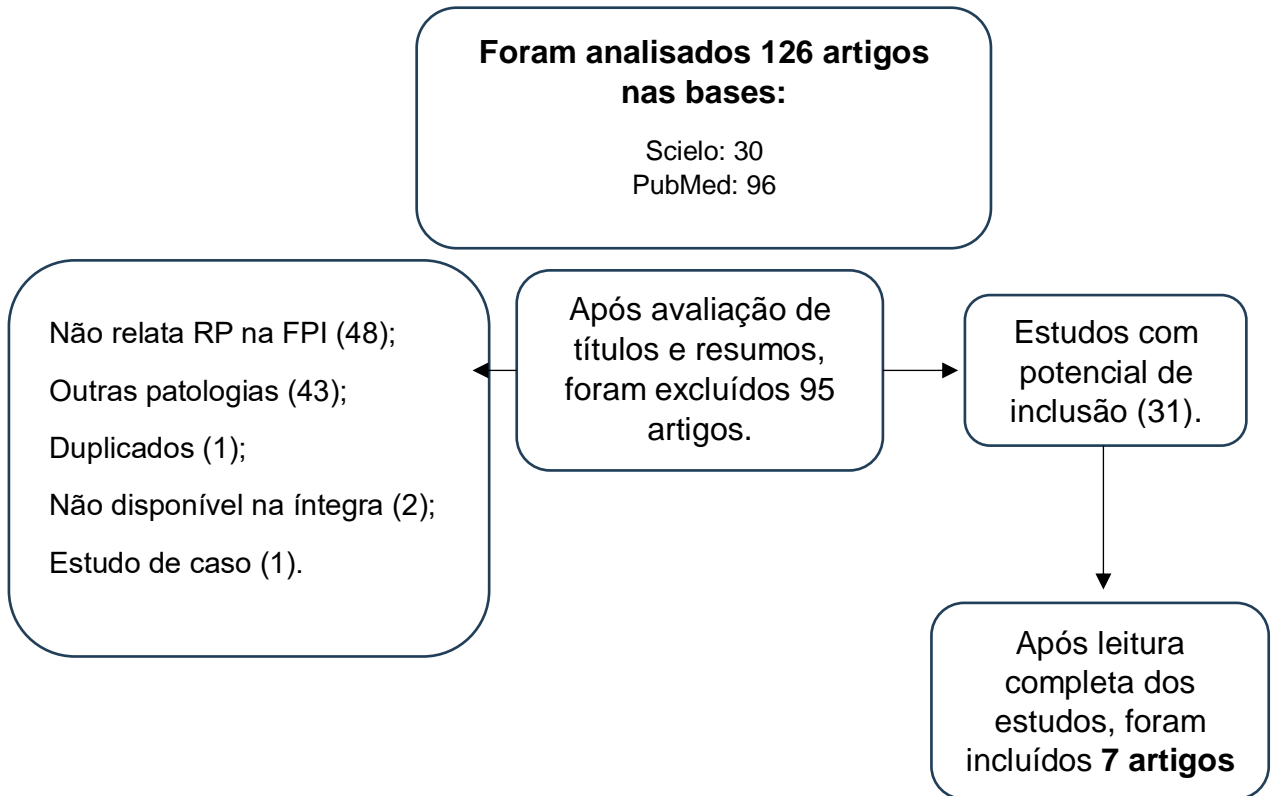 Foram analisados 126 artigos
nas bases:
Scielo: 30
PubMed: 96
Não relata RP na FPI (48);
Outras patologias (43);
Duplicados (1);
Não disponível na íntegra (2);
Estudo de caso (1).
Após avaliação de
títulos e resumos,
foram excluídos 95
artigos.
Estudos com
potencial de
inclusão (31).
Após leitura
completa dos
estudos, foram
incluídos 7 artigos